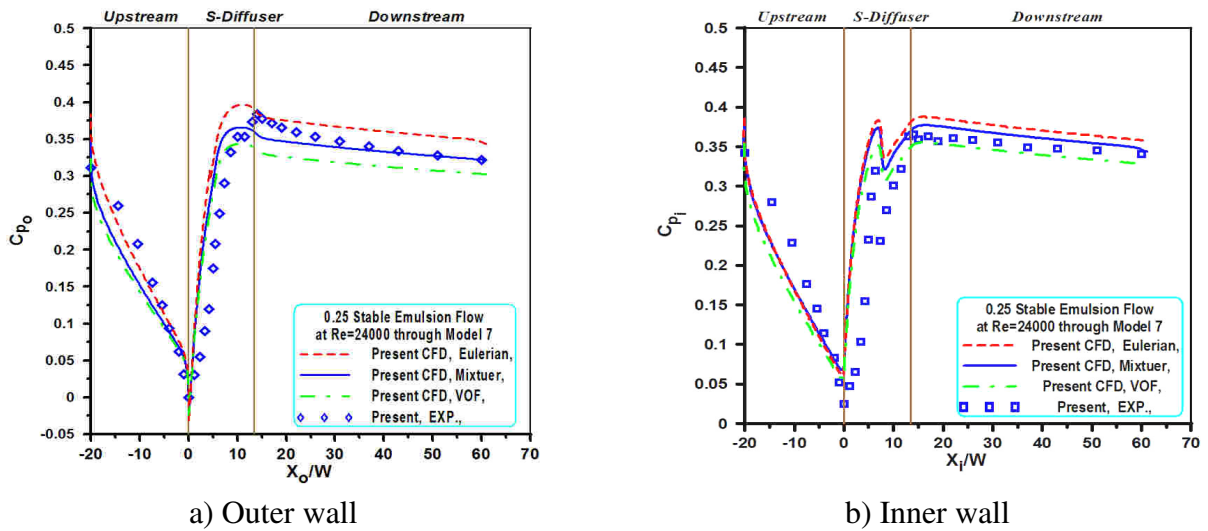 Upstream S-Diffuser Downstream
0.5
0.45
0.4
0.35
0.3
0.25
0.2
0.15
0.1
0.05
0
-0.05
Cpo
-20 -10 0 10 20 30 40 50 60 70
Xo/W
0.25 Stable Emulsion Flow
at Re=24000 through Model 7
Present CFD, Eulerian,
Present CFD, Mixtuer,
Present CFD, VOF,
Present, EXP.,
a) Outer wall
Upstream S-Diffuser Downstream
0.5
0.45
0.4
0.35
0.3
0.25
0.2
0.15
0.1
0.05
0
Cpi
-20 -10 0 10 20 30 40 50 60 70
Xi/W
0.25 Stable Emulsion Flow
at Re=24000 through Model 7
Present CFD, Eulerian,
Present CFD, Mixtuer,
Present CFD, VOF,
Present, EXP.,
b) Inner wall